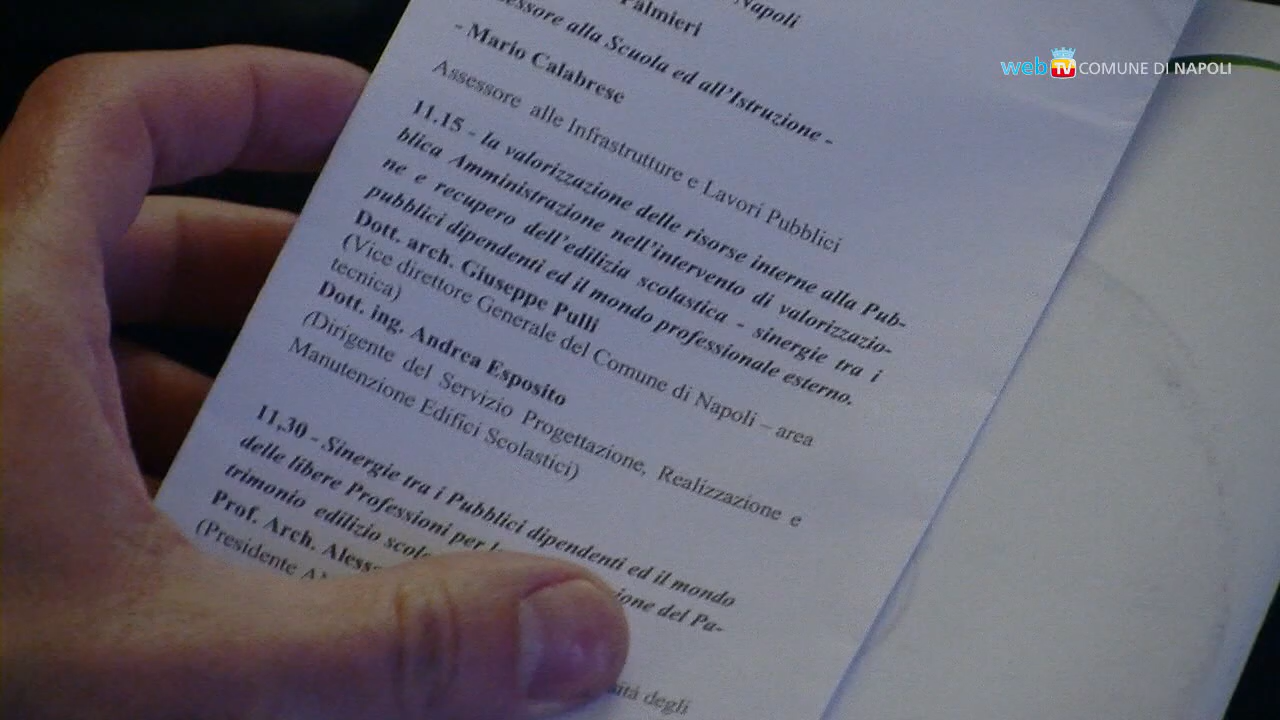 web TV COMUNE DI NAPOLI
Napoli
Palmieri
essore alla Scuola ed all'Istruzione -
- Mario Calabrese
Assessore alle Infrastrutture e Lavori Pubblici
11.15 - la valorizzazione delle risorse interne alla Pub-
blica Amministrazione nell'intervento di valorizzazio-
ne e recupero dell'edilizia scolastica - sinergie tra i
pubblici dipendenti ed il mondo professionale esterno.
Dott. arch. Giuseppe Pulli
(Vice direttore Generale del Comune di Napoli – area
tecnica)
Dott. ing. Andrea Esposito
(Dirigente del Servizio Progettazione, Realizzazione e
Manutenzione Edifici Scolastici)
11,30 - Sinergie tra i Pubblici dipendenti ed il mondo
delle libere Professioni per ione del Pa-
trimonio edilizio scol
Prof. Arch. Aless
(Presidente
degli